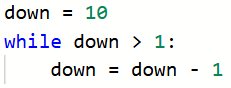 down = 10
while down > 1:
    down = down - 1